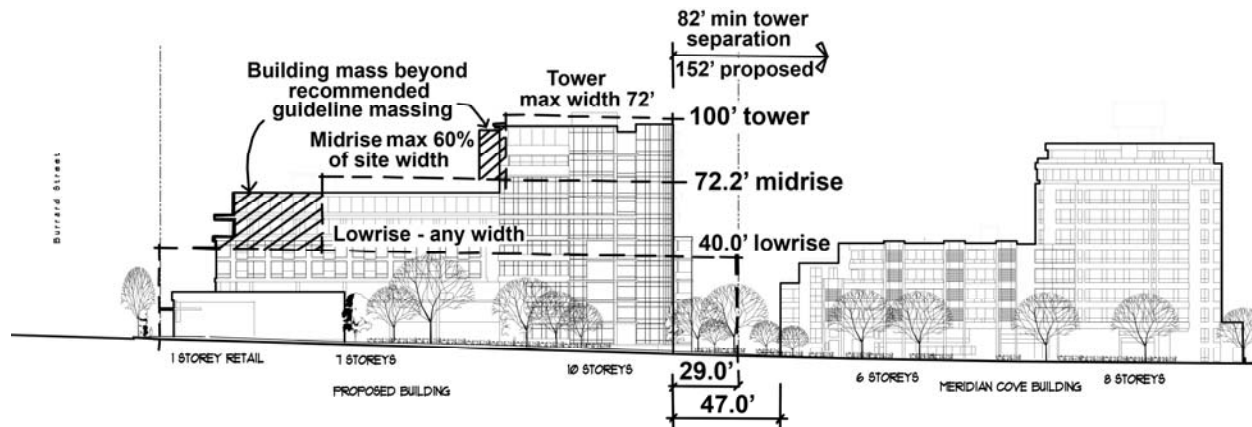 82' min tower
separation
152' proposed
Building mass beyond
recommended
guideline massing
Tower
max width 72'
100' tower
Midrise max 60%
of site width
72.2' midrise
Burrard Street
Lowrise - any width
40.0' lowrise
1 STOREY RETAIL
7 STOREYS
10 STOREYS
29.0'
6 STOREYS
8 STOREYS
PROPOSED BUILDING
MERIDIAN COVE BUILDING
47.0'